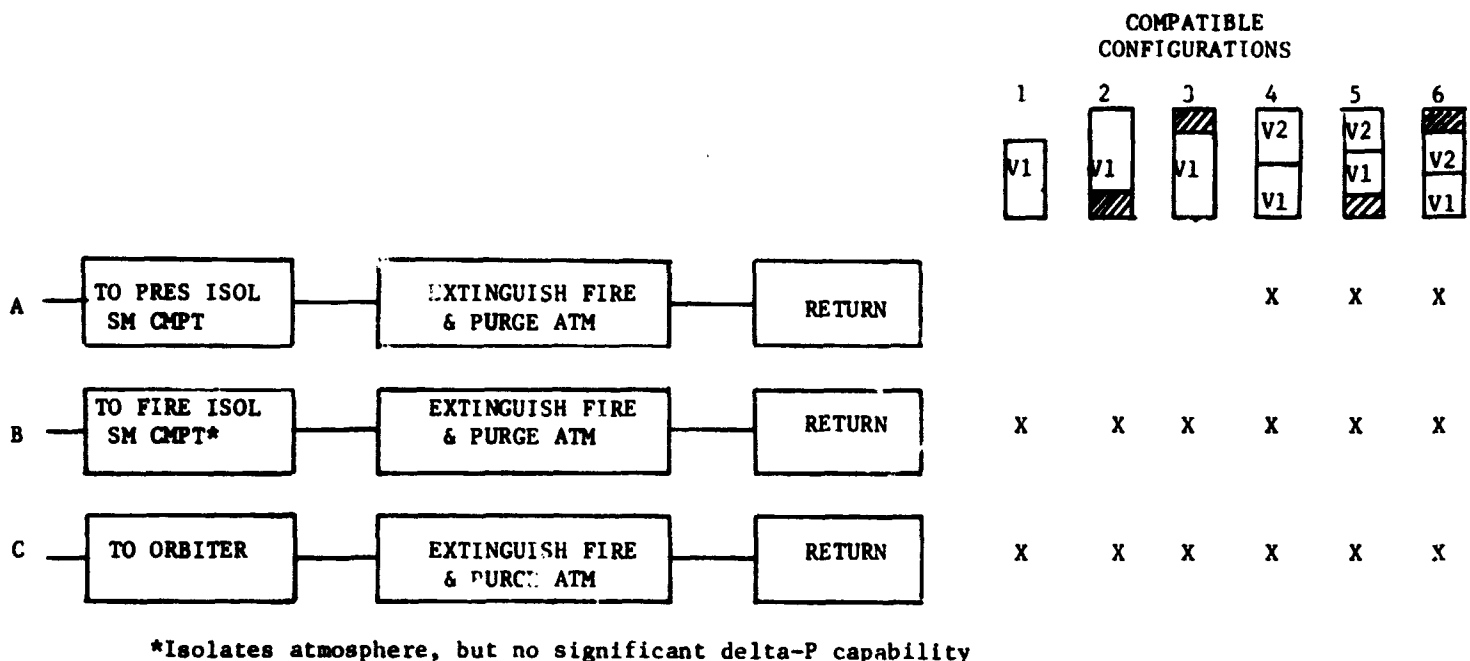 COMPATIBLE
CONFIGURATIONS
1 2 3 4 5 6
V2 V2
V1 V1 V1 V1 V2
V1 V1
A TO PRES ISOL SM CMPT EXTINGUISH FIRE & PURGE ATM RETURN X X X
B TO FIRE ISOL SM CMPT* EXTINGUISH FIRE & PURGE ATM RETURN X X X X X X
C TO ORBITER EXTINGUISH FIRE & PURGE ATM RETURN X X X X X X
*Isolates atmosphere, but no significant delta-P capability